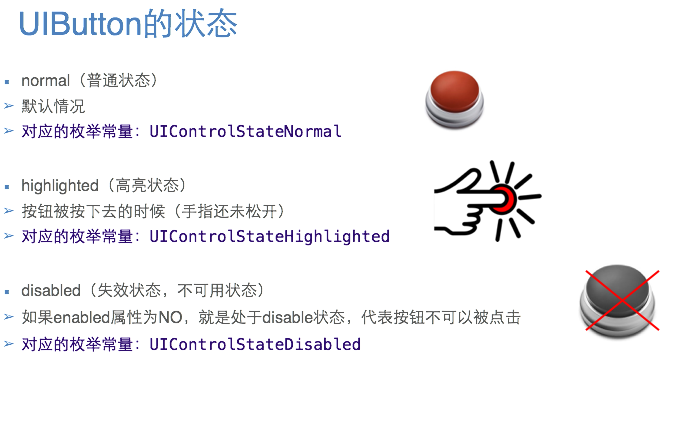 UIButton的状态
normal（普通状态）
默认情况
对应的枚举常量：UIControlStateNormal
highlighted（高亮状态）
按钮被按下去的时候（手指还未松开）
对应的枚举常量：UIControlStateHighlighted
disabled（失效状态，不可用状态）
如果enabled属性为NO，就是处于disable状态，代表按钮不可以被点击
对应的枚举常量：UIControlStateDisabled